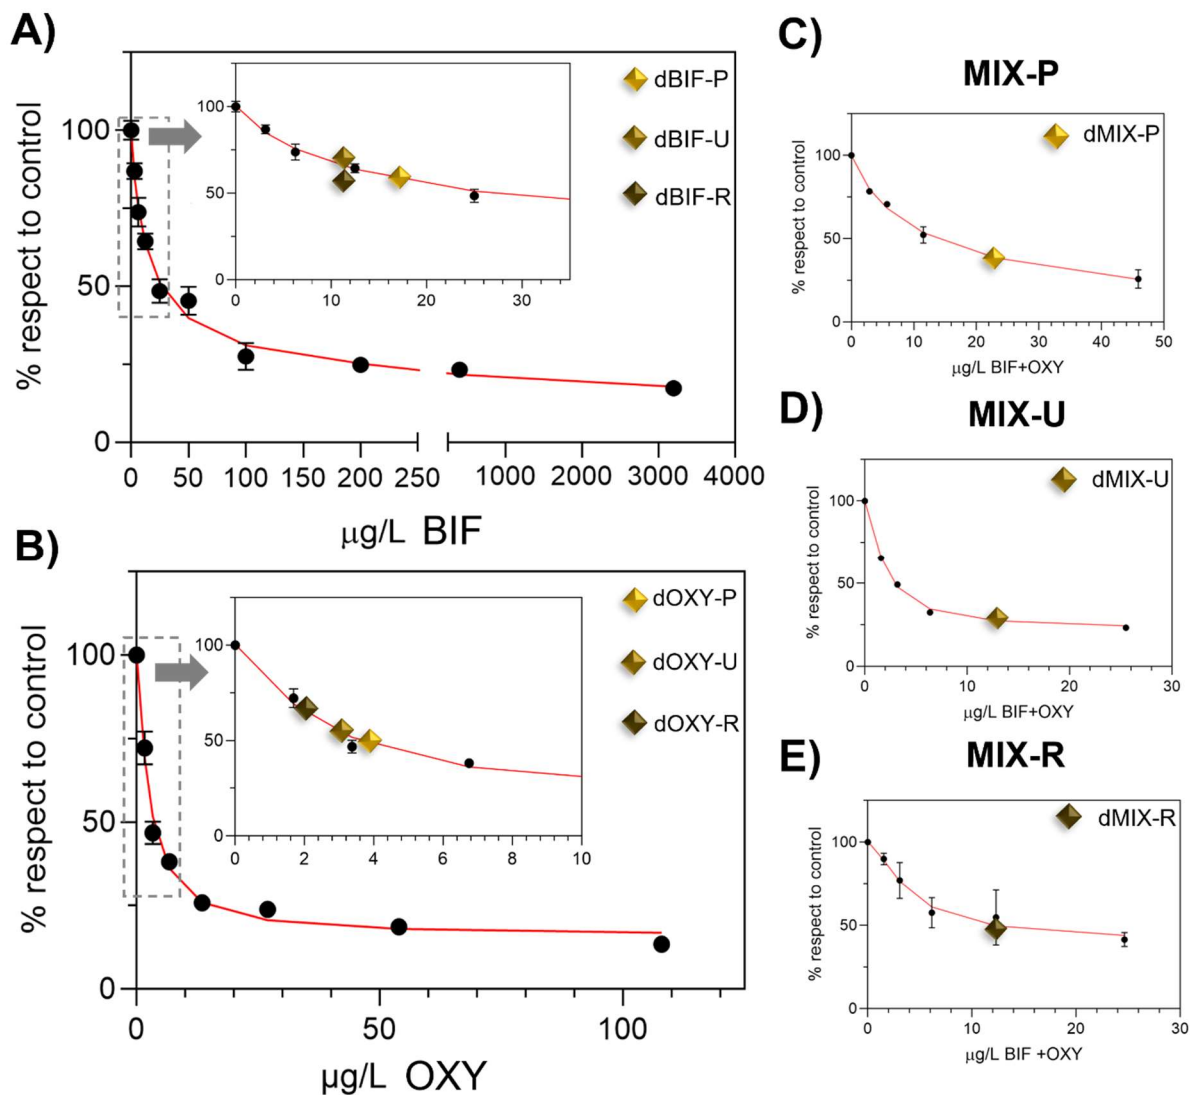 A)
% respect to control
100
50
0
0 50 100 150 200 250 1000 2000 3000 4000
µg/L BIF
100
50
0
0 10 20 30
dBIF-P
dBIF-U
dBIF-R
B)
% respect to control
100
50
0
0 50 100
µg/L OXY
100
50
0
0 2 4 6 8 10
dOXY-P
dOXY-U
dOXY-R
C)
MIX-P
dMIX-P
% respect to control
100
50
0
0 10 20 30 40 50
µg/L BIF+OXY
D)
MIX-U
dMIX-U
% respect to control
100
50
0
0 10 20 30
µg/L BIF+OXY
E)
MIX-R
dMIX-R
% respect to control
100
50
0
0 10 20 30
µg/L BIF +OXY